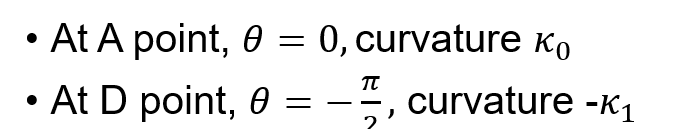 • At A point, θ = 0, curvature κ₀
• At D point, θ = −π/2, curvature -κ₁